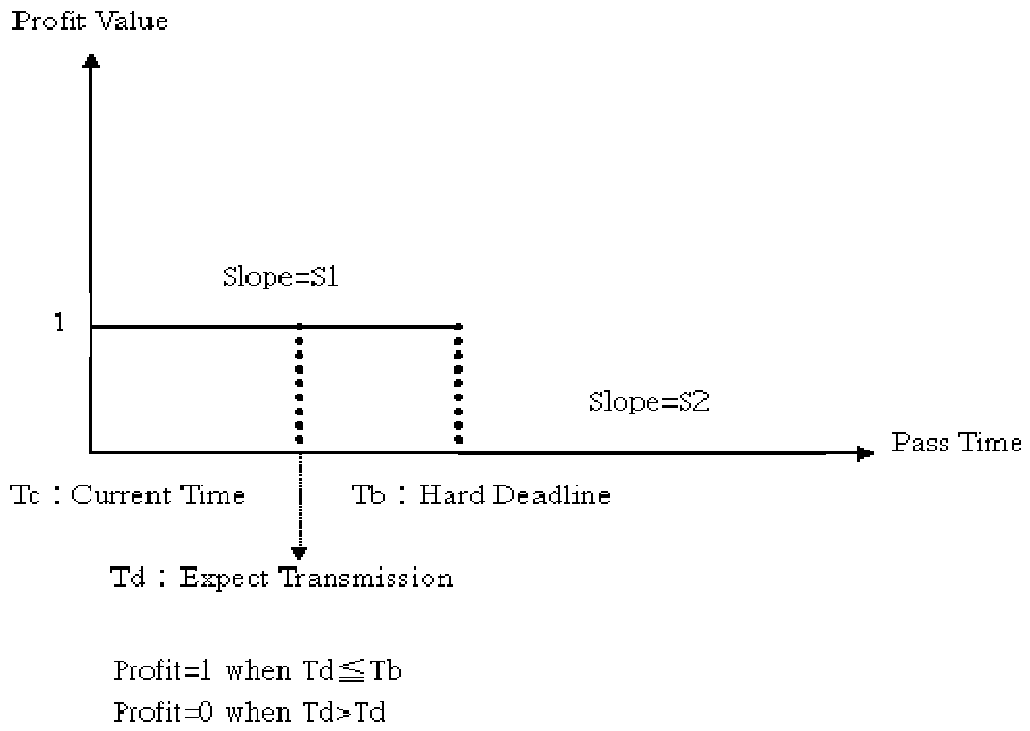 Profit Value
Slope=S1
1
Slope=S2
Pass Time
Tc : Current Time
Tb : Hard Deadline
Td : Expect Transmission
Profit=1 when Td≦Tb
Profit=0 when Td>Td